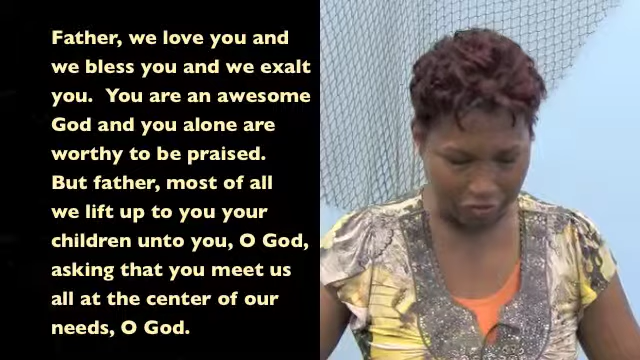 Father, we love you and
we bless you and we exalt
you.  You are an awesome
God and you alone are
worthy to be praised.
But father, most of all
we lift up to you your
children unto you, O God,
asking that you meet us
all at the center of our
needs, O God.